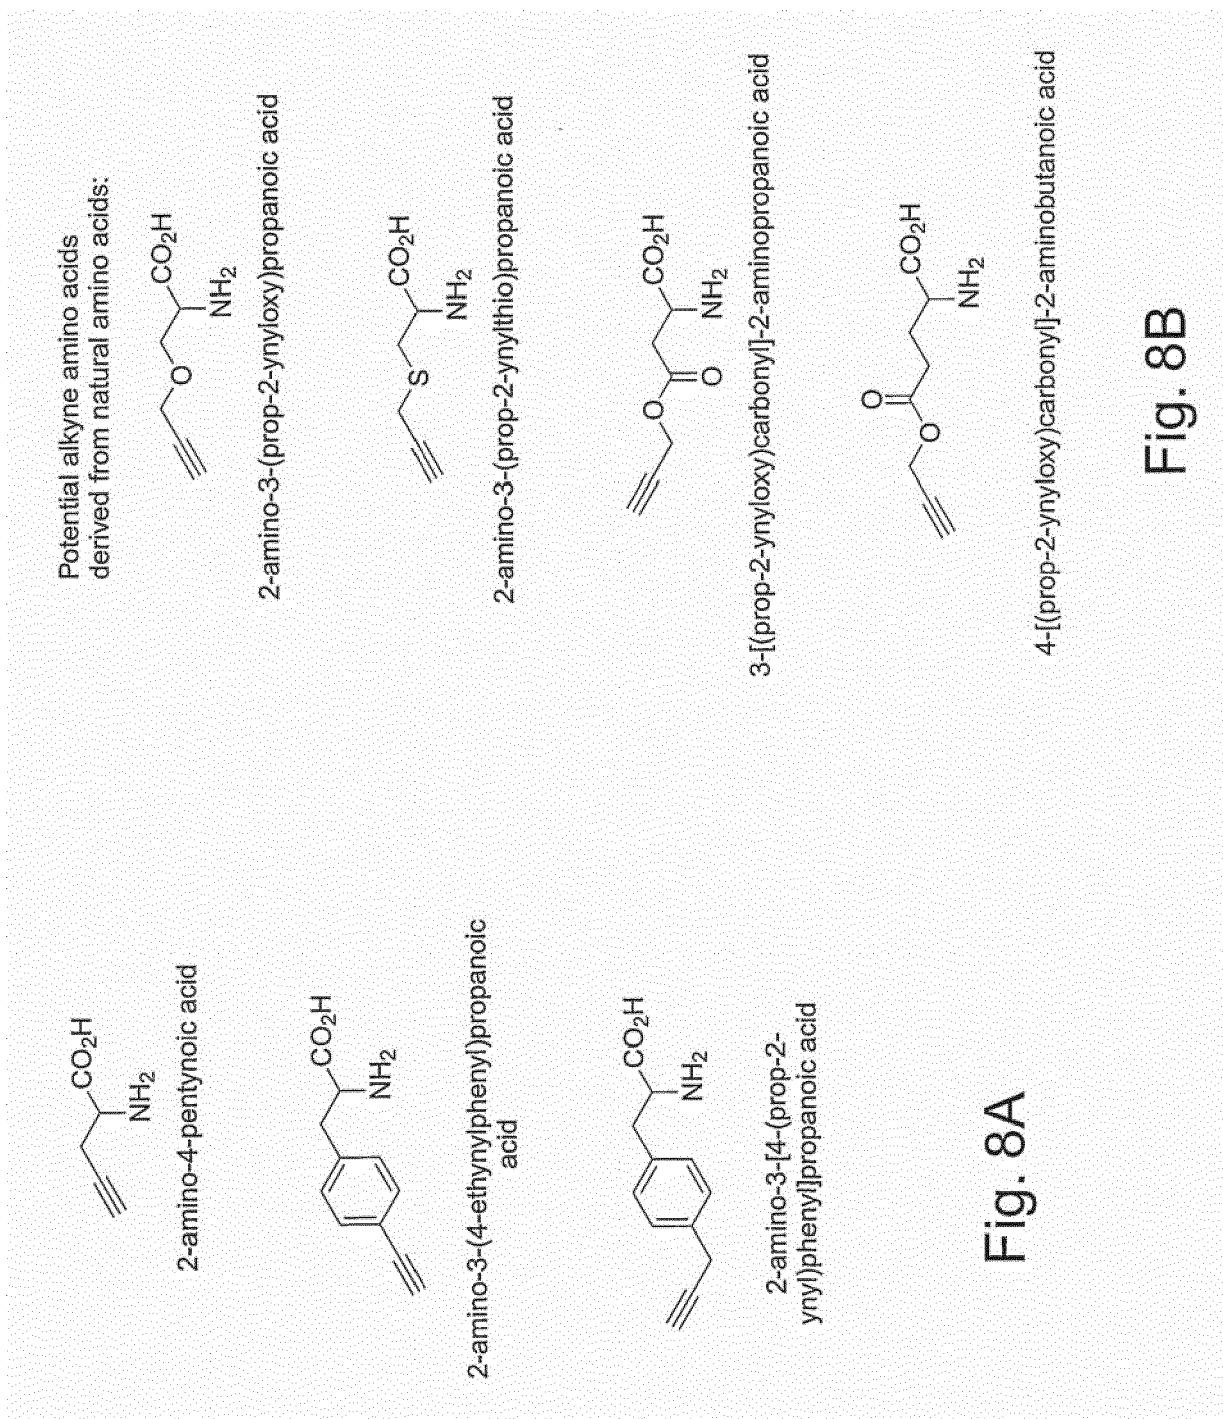 CO2H
NH2
2-amino-4-pentynoic acid
CO2H
NH2
2-amino-3-(4-ethynylphenyl)propanoic
acid
CO2H
NH2
2-amino-3-[4-(prop-2-
ynyl)phenyl]propanoic acid
Fig. 8A
Potential alkyne amino acids
derived from natural amino acids:
O
CO2H
NH2
2-amino-3-(prop-2-ynyloxy)propanoic acid
S
CO2H
NH2
2-amino-3-(prop-2-ynylthio)propanoic acid
O
O
CO2H
NH2
3-[(prop-2-ynyloxy)carbonyl]-2-aminopropanoic acid
O
O
CO2H
NH2
4-[(prop-2-ynyloxy)carbonyl]-2-aminobutanoic acid
Fig. 8B